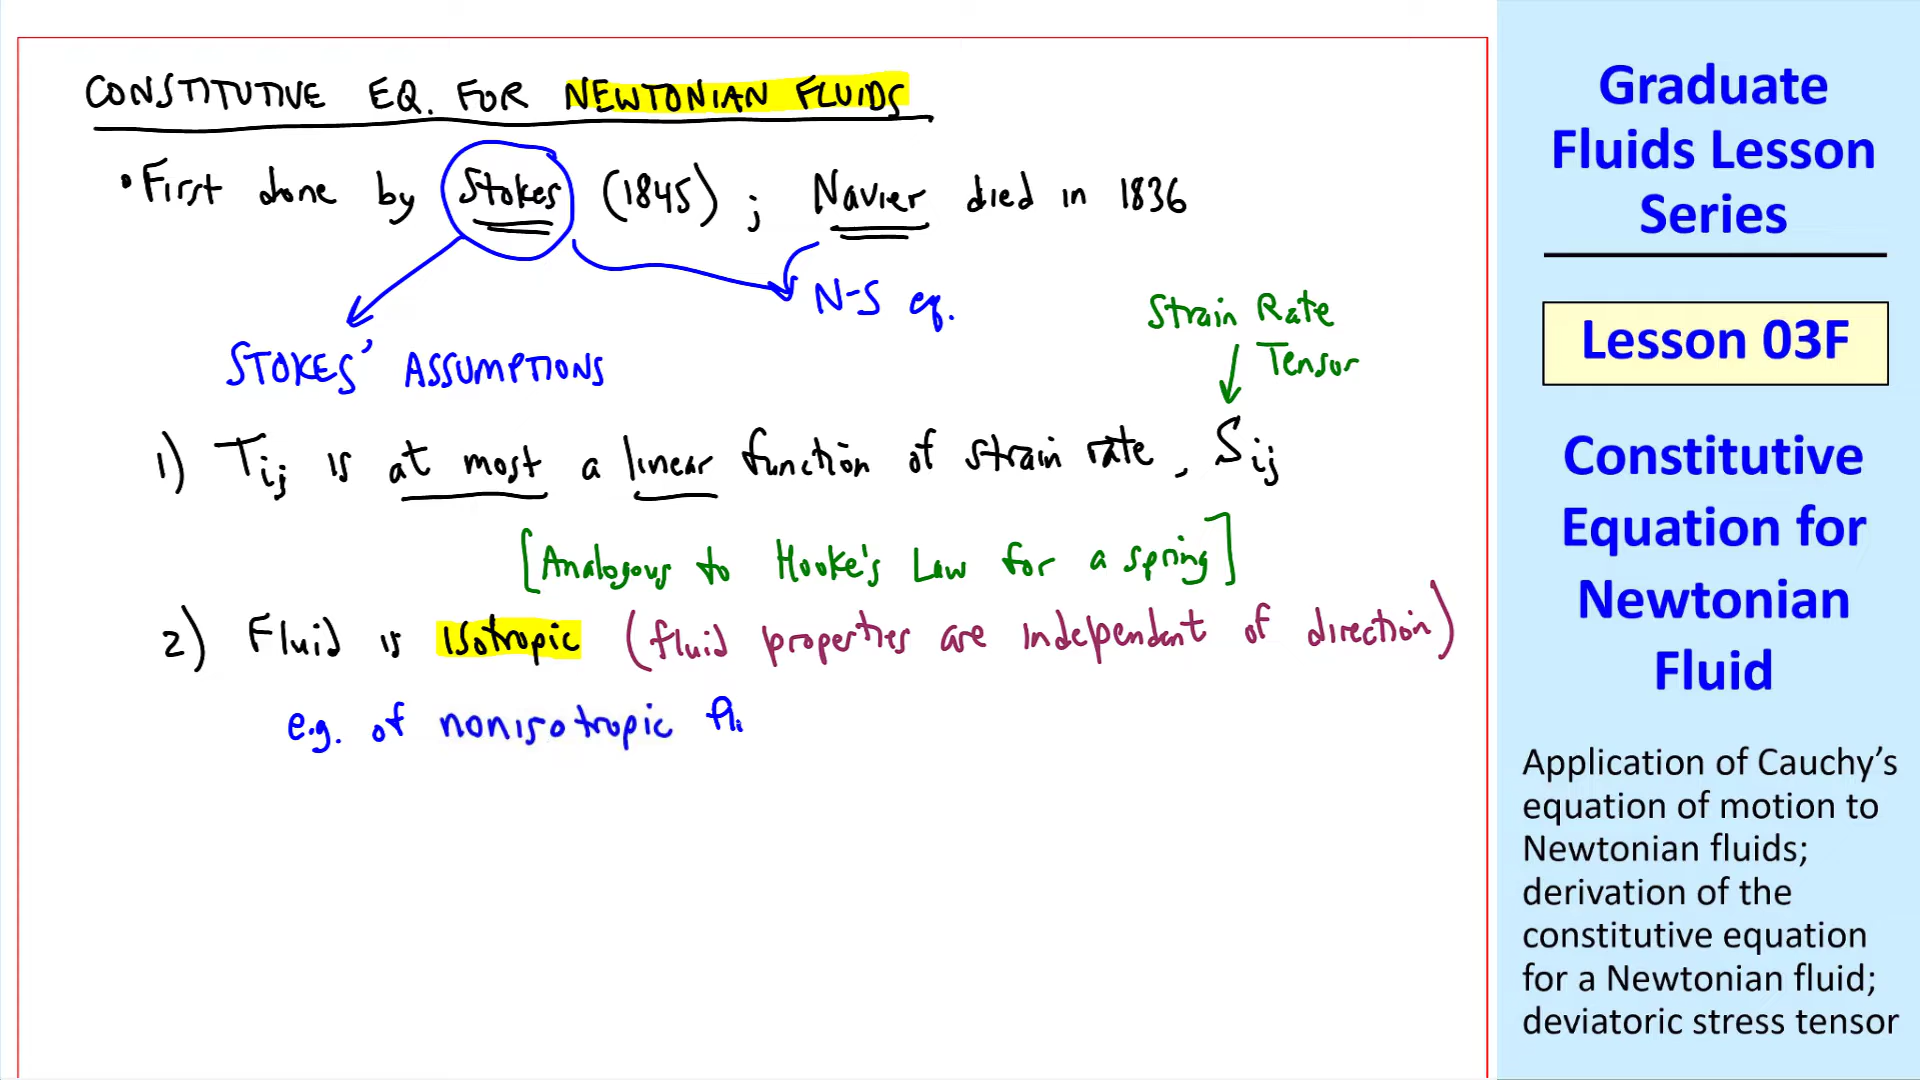 CONSTITUTIVE EQ. FOR NEWTONIAN FLUIDS
• First done by Stokes (1845) ; Navier died in 1836
N-S eq.
Strain Rate
Tensor
STOKES' ASSUMPTIONS
1) Tij is at most a linear function of strain rate, Sij
[Analogous to Hooke's Law for a spring]
2) Fluid is isotropic (fluid properties are independent of direction)
e.g. of nonisotropic
Graduate
Fluids Lesson
Series
Lesson 03F
Constitutive
Equation for
Newtonian
Fluid
Application of Cauchy's
equation of motion to
Newtonian fluids;
derivation of the
constitutive equation
for a Newtonian fluid;
deviatoric stress tensor